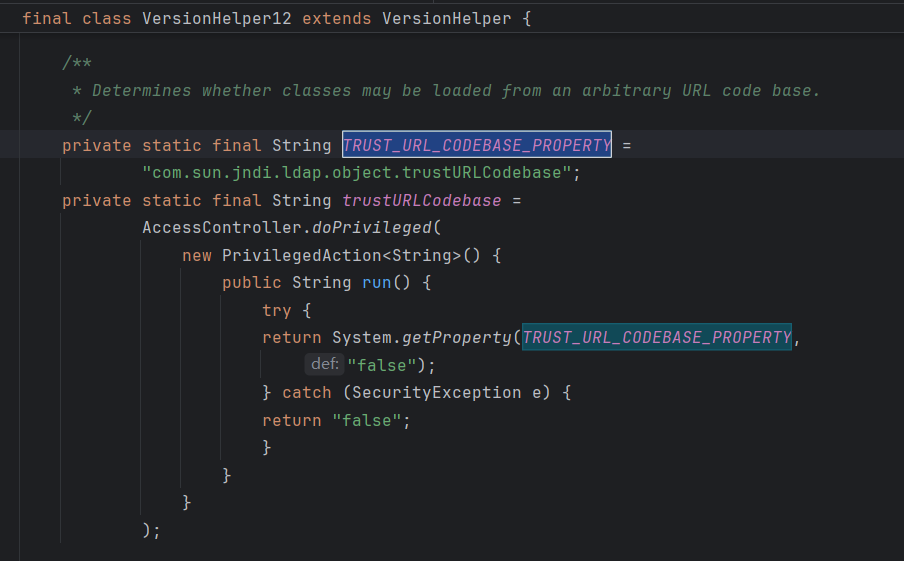 final class VersionHelper12 extends VersionHelper {
/**
* Determines whether classes may be loaded from an arbitrary URL code base.
*/
private static final String TRUST_URL_CODEBASE_PROPERTY =
"com.sun.jndi.ldap.object.trustURLCodebase";
private static final String trustURLCodebase =
AccessController.doPrivileged(
new PrivilegedAction<String>() {
public String run() {
try {
return System.getProperty(TRUST_URL_CODEBASE_PROPERTY,
def: "false");
} catch (SecurityException e) {
return "false";
}
}
}
);